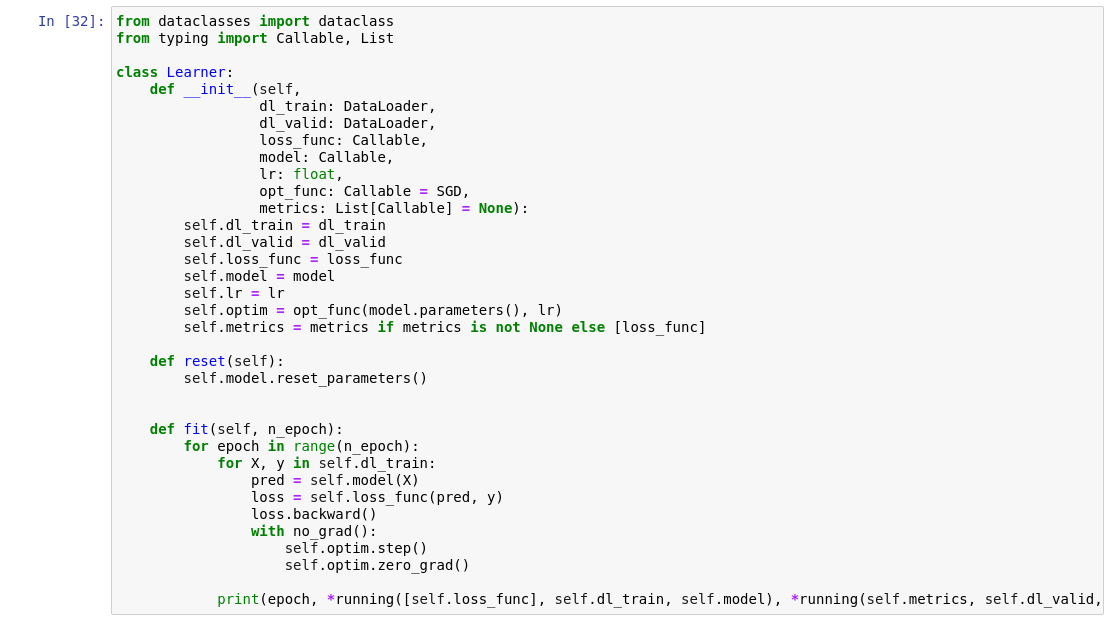 In [32]:
from dataclasses import dataclass
from typing import Callable, List

class Learner:
    def __init__(self,
                 dl_train: DataLoader,
                 dl_valid: DataLoader,
                 loss_func: Callable,
                 model: Callable,
                 lr: float,
                 opt_func: Callable = SGD,
                 metrics: List[Callable] = None):
        self.dl_train = dl_train
        self.dl_valid = dl_valid
        self.loss_func = loss_func
        self.model = model
        self.lr = lr
        self.optim = opt_func(model.parameters(), lr)
        self.metrics = metrics if metrics is not None else [loss_func]

    def reset(self):
        self.model.reset_parameters()


    def fit(self, n_epoch):
        for epoch in range(n_epoch):
            for X, y in self.dl_train:
                pred = self.model(X)
                loss = self.loss_func(pred, y)
                loss.backward()
                with no_grad():
                    self.optim.step()
                    self.optim.zero_grad()

            print(epoch, *running([self.loss_func], self.dl_train, self.model), *running(self.metrics, self.dl_valid,